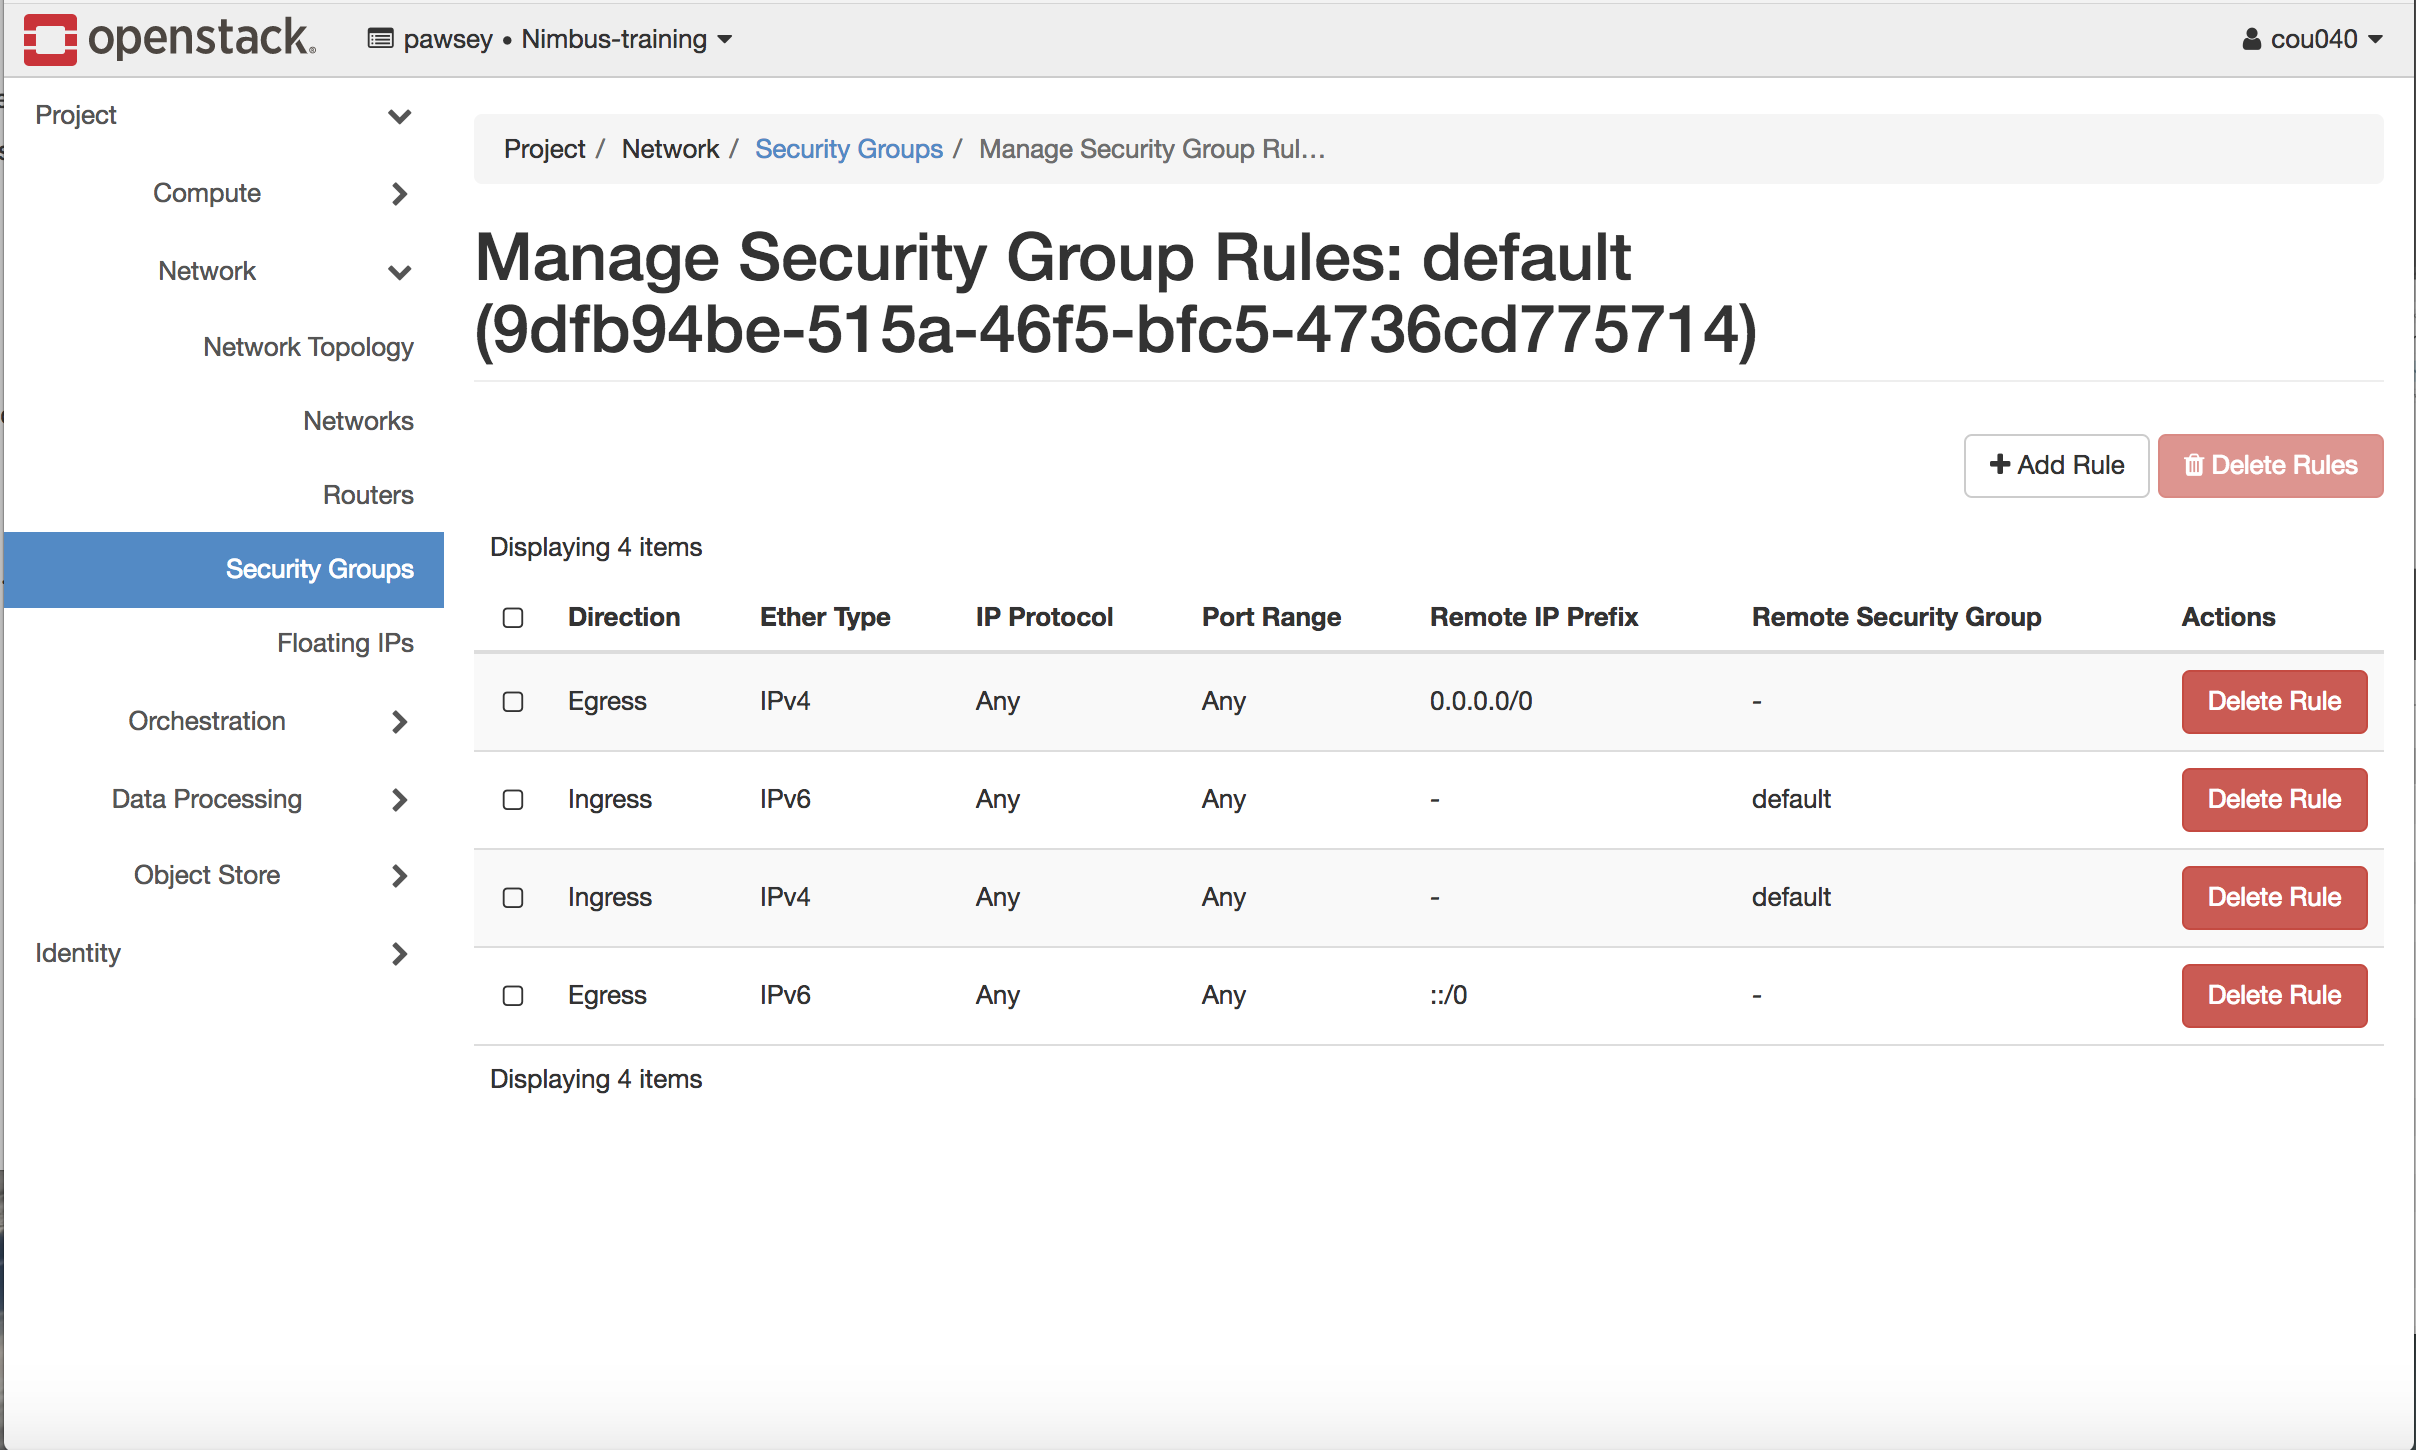 openstack. pawsey • Nimbus-training cou040
Project
Compute
Network
Network Topology
Networks
Routers
Security Groups
Floating IPs
Orchestration
Data Processing
Object Store
Identity
Project / Network / Security Groups / Manage Security Group Rul...
Manage Security Group Rules: default
(9dfb94be-515a-46f5-bfc5-4736cd775714)
Add Rule Delete Rules
Displaying 4 items
Direction Ether Type IP Protocol Port Range Remote IP Prefix Remote Security Group Actions
Egress IPv4 Any Any 0.0.0.0/0 - Delete Rule
Ingress IPv6 Any Any - default Delete Rule
Ingress IPv4 Any Any - default Delete Rule
Egress IPv6 Any Any ::/0 - Delete Rule
Displaying 4 items